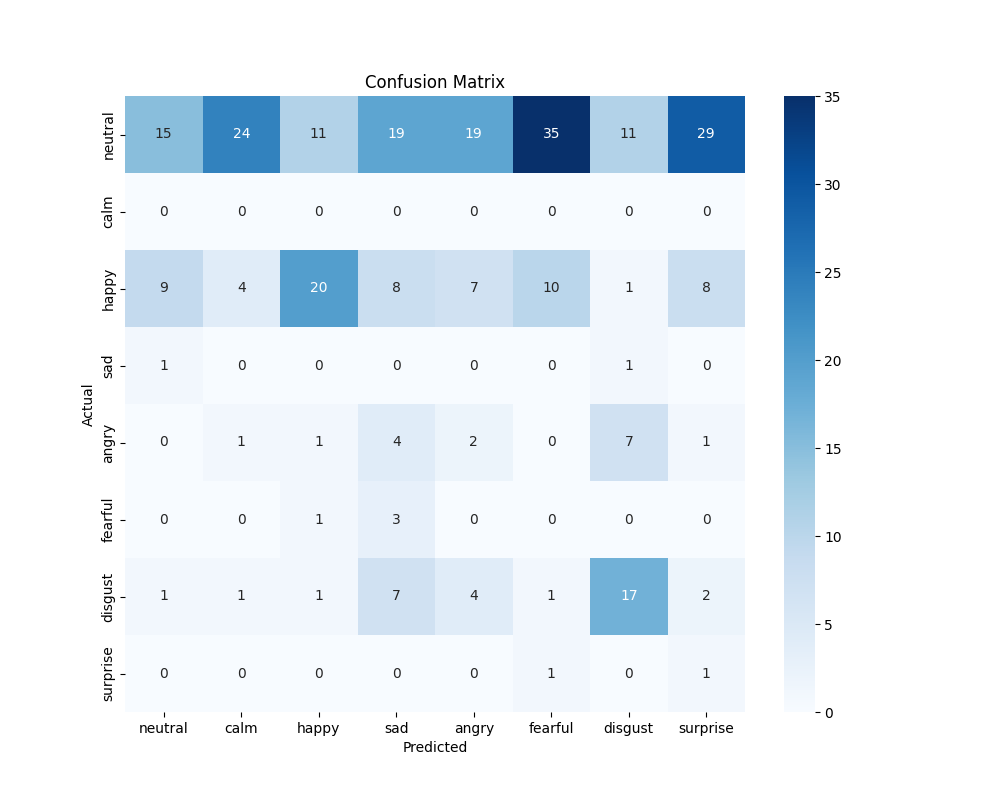 Confusion Matrix
neutral 15 24 11 19 19 35 11 29
calm 0 0 0 0 0 0 0 0
happy 9 4 20 8 7 10 1 8
sad 1 0 0 0 0 0 1 0
angry 0 1 1 4 2 0 7 1
fearful 0 0 1 3 0 0 0 0
disgust 1 1 1 7 4 1 17 2
surprise 0 0 0 0 0 1 0 1
Actual
neutral calm happy sad angry fearful disgust surprise
Predicted
35
30
25
20
15
10
5
0